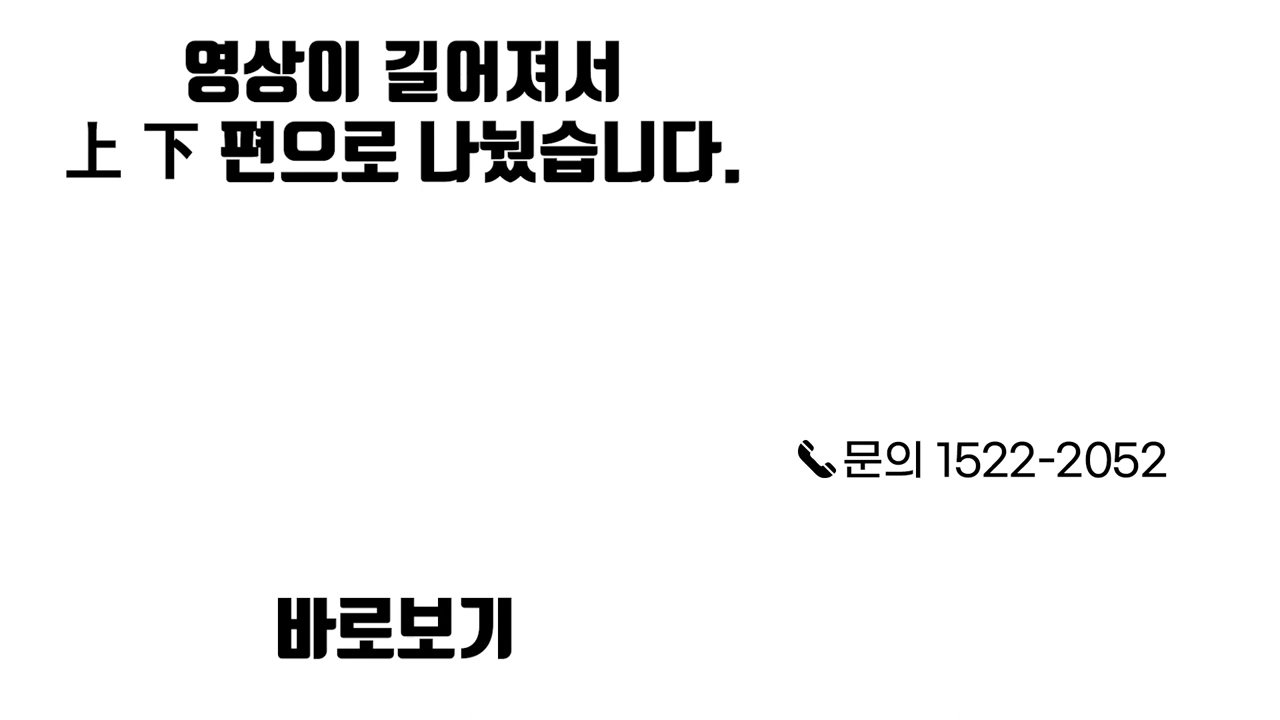 영상이 길어져서
上 下 편으로 나눴습니다.
문의 1522-2052
바로보기